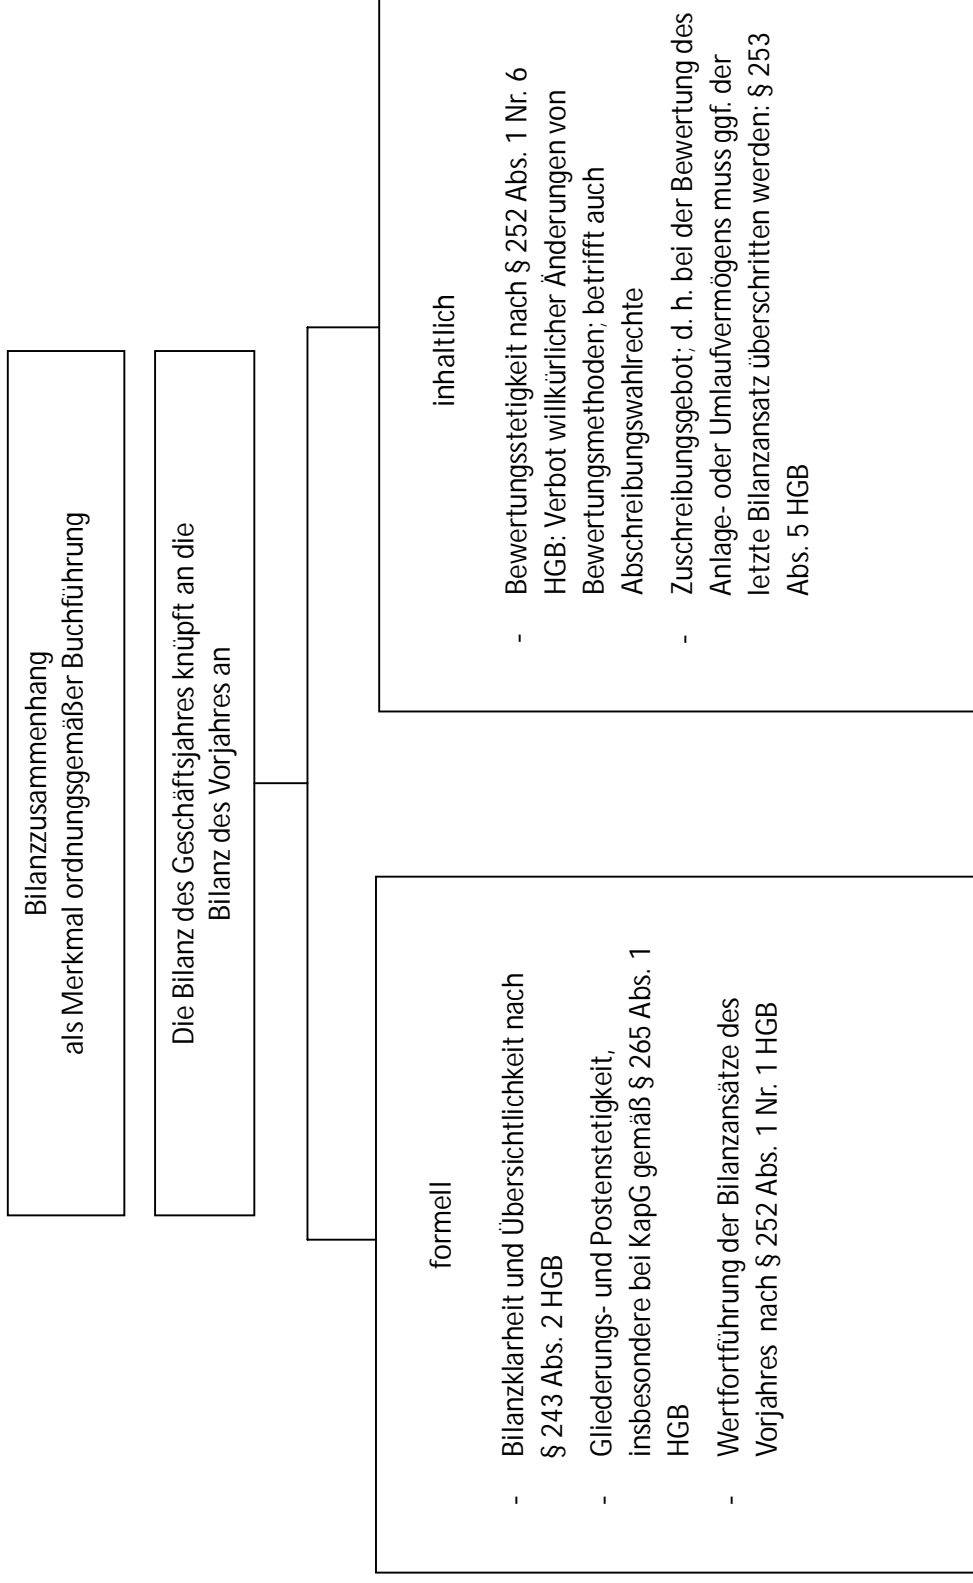 Bilanzzusammenhang
als Merkmal ordnungsgemäßer Buchführung
Die Bilanz des Geschäftsjahres knüpft an die
Bilanz des Vorjahres an
formell
- Bilanzklarheit und Übersichtlichkeit nach
§ 243 Abs. 2 HGB
- Gliederungs- und Postenstetigkeit,
insbesondere bei KapG gemäß § 265 Abs. 1
HGB
- Wertfortführung der Bilanzansätze des
Vorjahres nach § 252 Abs. 1 Nr. 1 HGB
inhaltlich
- Bewertungsstetigkeit nach § 252 Abs. 1 Nr. 6
HGB: Verbot willkürlicher Änderungen von
Bewertungsmethoden; betrifft auch
Abschreibungswahlrechte
- Zuschreibungsgebot; d. h. bei der Bewertung des
Anlage- oder Umlaufvermögens muss ggf. der
letzte Bilanzansatz überschritten werden: § 253
Abs. 5 HGB